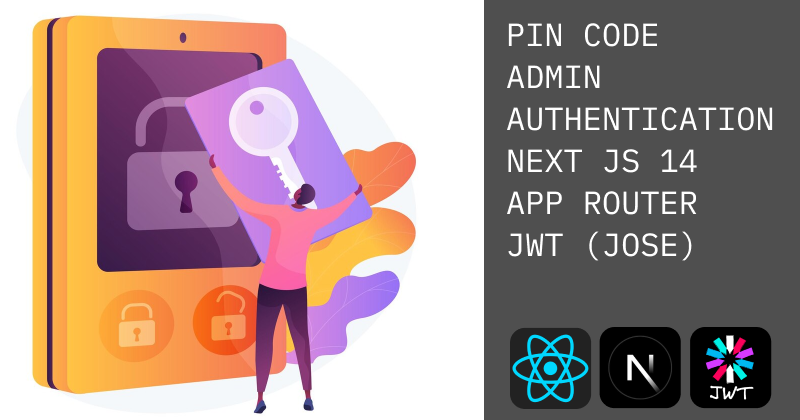 PIN CODE
ADMIN
AUTHENTICATION
NEXT JS 14
APP ROUTER
JWT (JOSE)
N
JWT